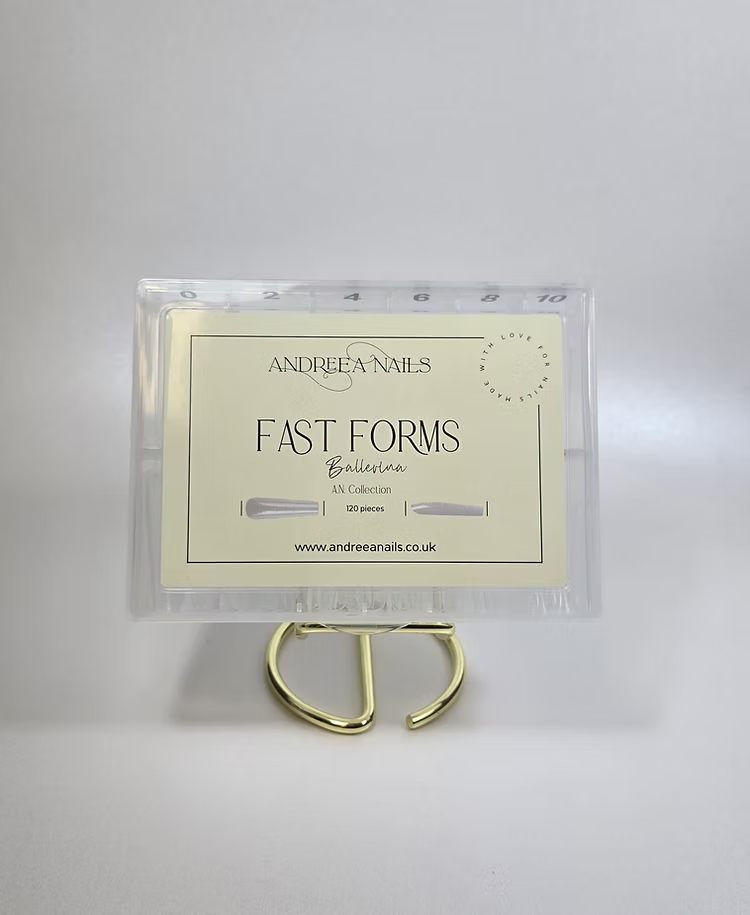 0 2 4 6 8 10
ANDREEA NAILS
MADE WITH LOVE FOR NAILS
FAST FORMS
Ballerina
A.N. Collection
120 pieces
www.andreeanails.co.uk